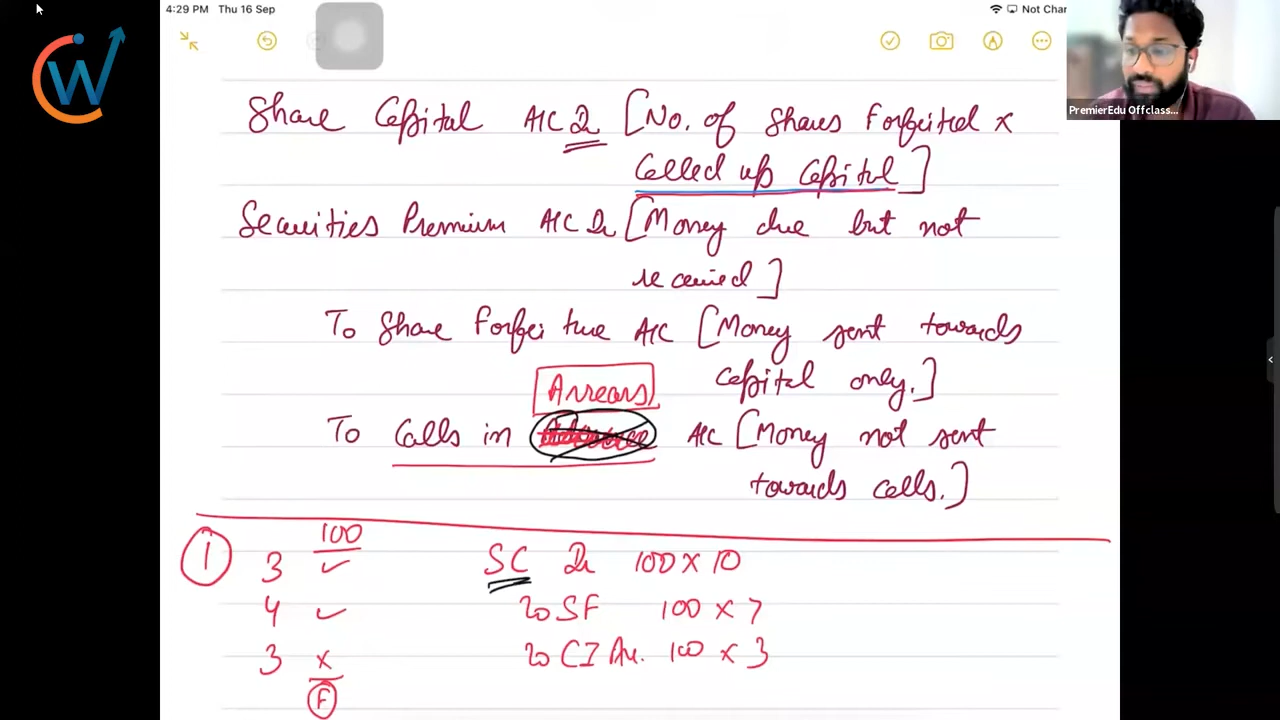 4:29 PM Thu 16 Sep
Not Char
W
PremierEdu Offclass...
Share Capital A/C Dr [No. of Shares Forfeited x
Called up Capital]
Securities Premium A/C Dr [Money due but not
received]
To Share Forfeiture A/C [Money sent towards
capital only.]
Arrears
To Calls in A/C [Money not sent
towards calls.]
1 100
3 ✓ SC Dr 100 x 10
4 ✓ To SF 100 x 7
3 x To CI Arr. 100 x 3
F